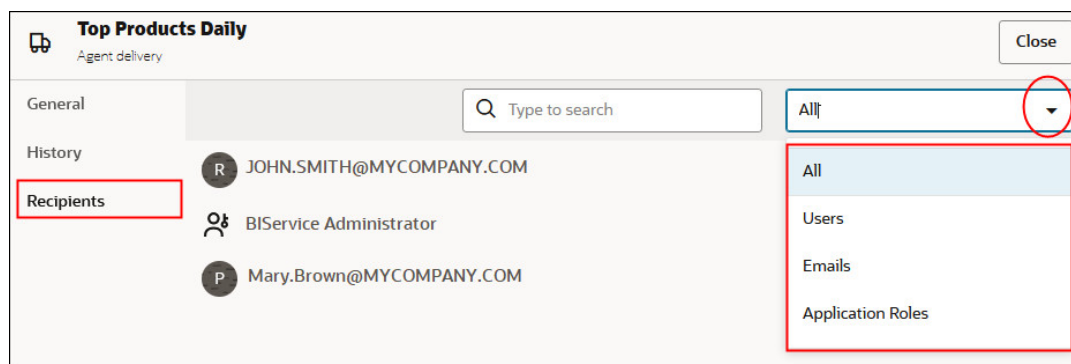 Top Products Daily
Agent delivery
Close
General
History
Recipients
Type to search
All
R JOHN.SMITH@MYCOMPANY.COM
BIService Administrator
P Mary.Brown@MYCOMPANY.COM
All
Users
Emails
Application Roles